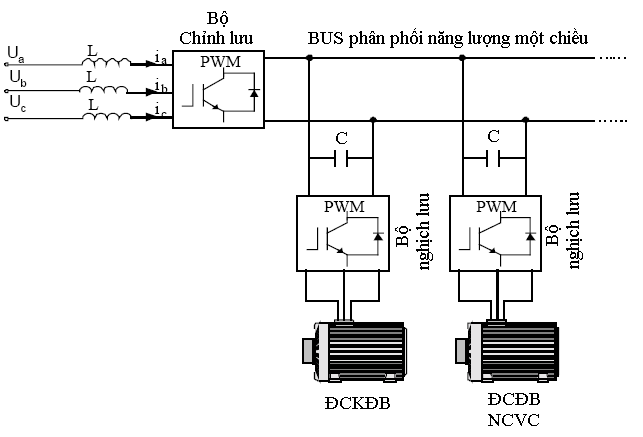 Bộ
Chỉnh lưu
BUS phân phối năng lượng một chiều
Ua
L
ia
PWM
Ub
L
ib
Uc
L
ic
C
C
PWM
Bộ
nghịch lưu
PWM
Bộ
nghịch lưu
ĐCKĐB
ĐCĐB
NCVC